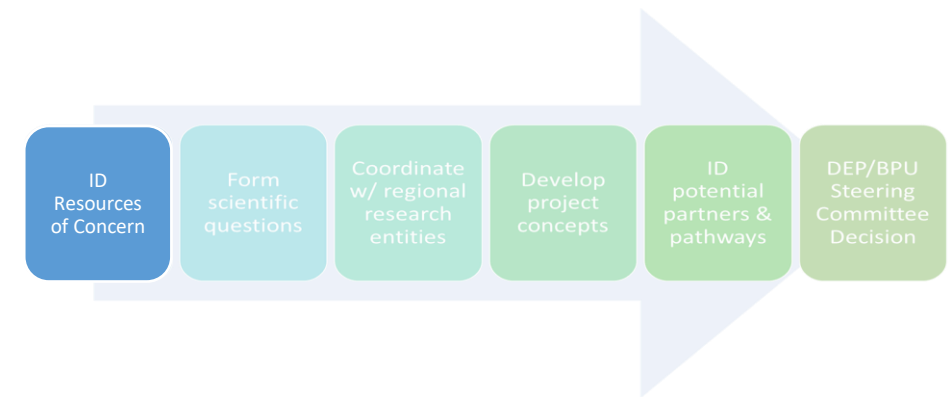 ID
Resources
of Concern
Form
scientific
questions
Coordinate
w/ regional
research
entities
Develop
project
concepts
ID
potential
partners &
pathways
DEP/BPU
Steering
Committee
Decision